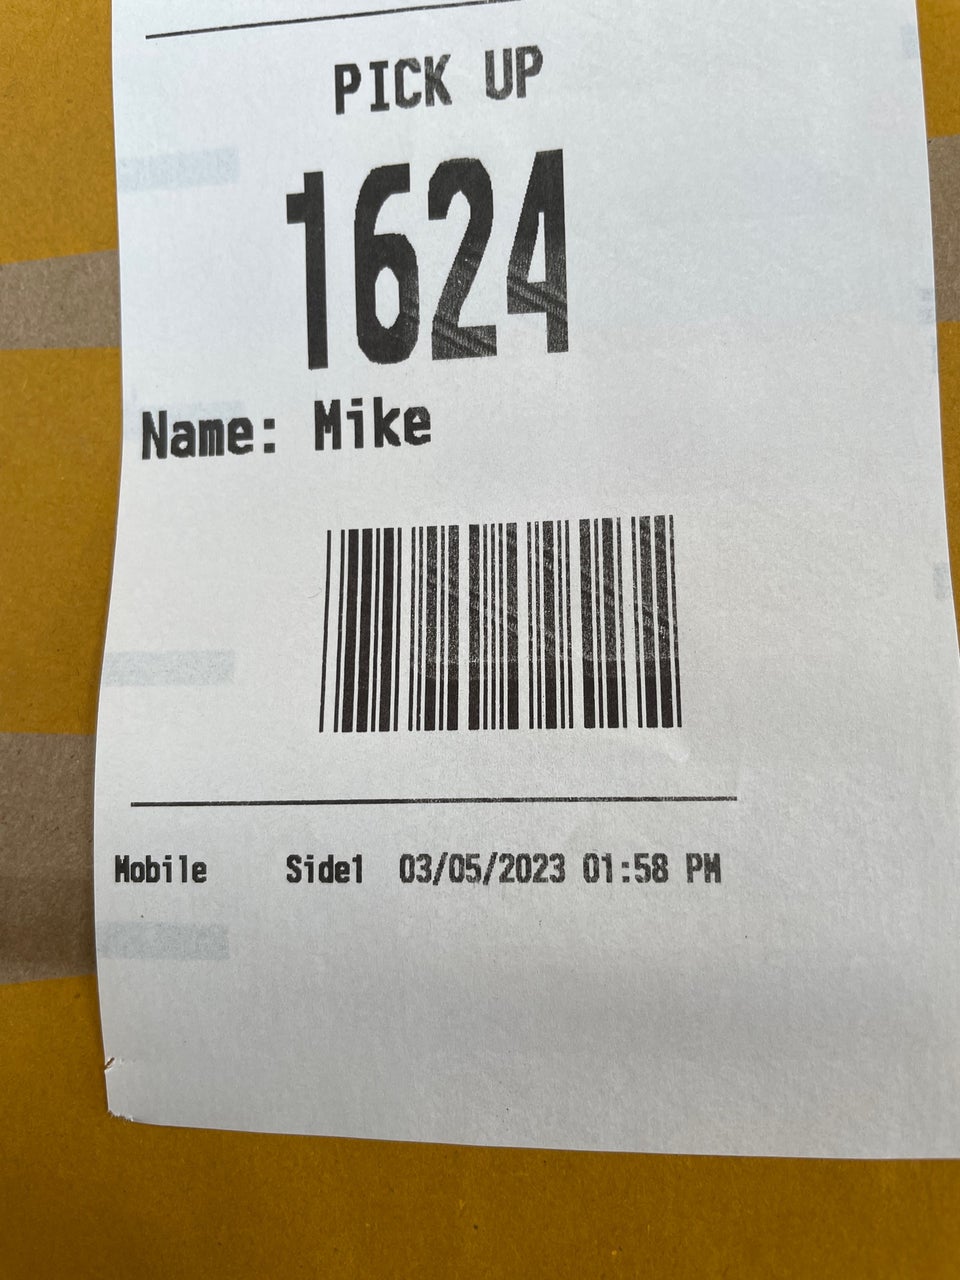 PICK UP
1624
Name: Mike
Mobile Side1 03/05/2023 01:58 PM